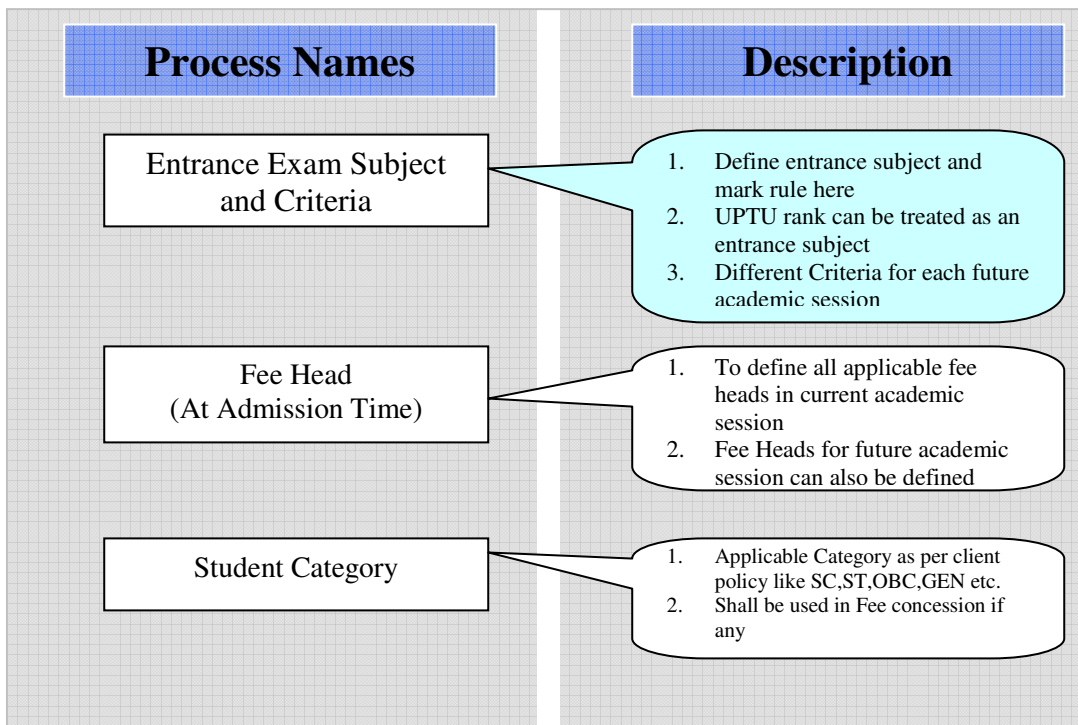 Process Names
Description
Entrance Exam Subject
and Criteria
1. Define entrance subject and
mark rule here
2. UPTU rank can be treated as an
entrance subject
3. Different Criteria for each future
academic session
Fee Head
(At Admission Time)
1. To define all applicable fee
heads in current academic
session
2. Fee Heads for future academic
session can also be defined
Student Category
1. Applicable Category as per client
policy like SC,ST,OBC,GEN etc.
2. Shall be used in Fee concession if
any